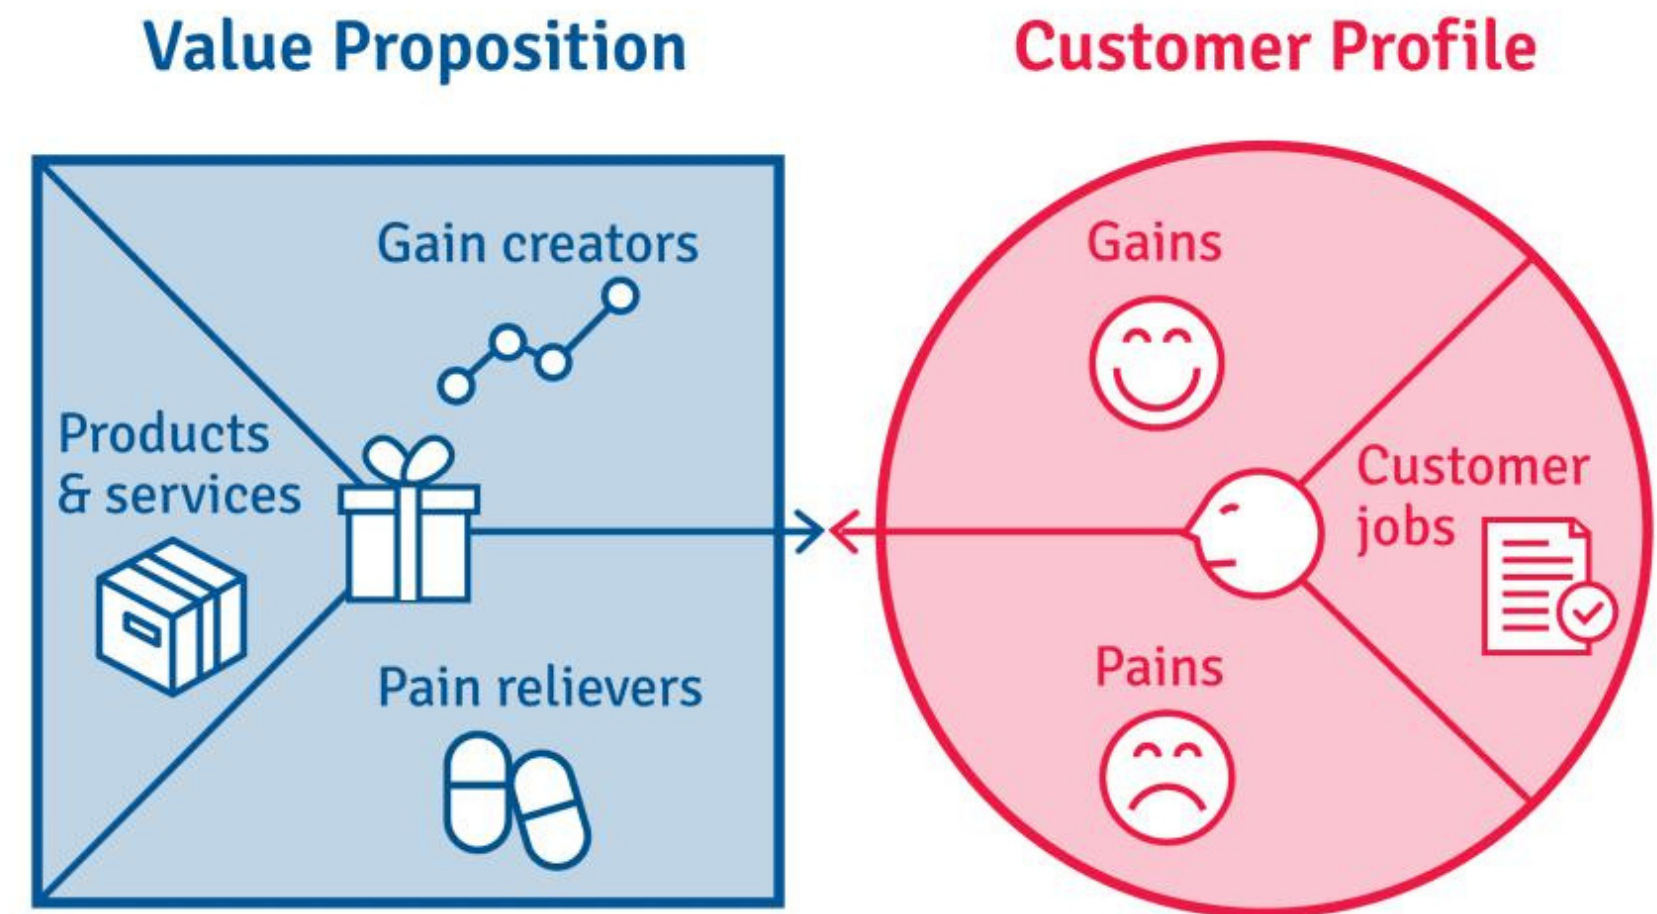 Value Proposition
Customer Profile
Gain creators
Products
& services
Pain relievers
Gains
Customer
jobs
Pains